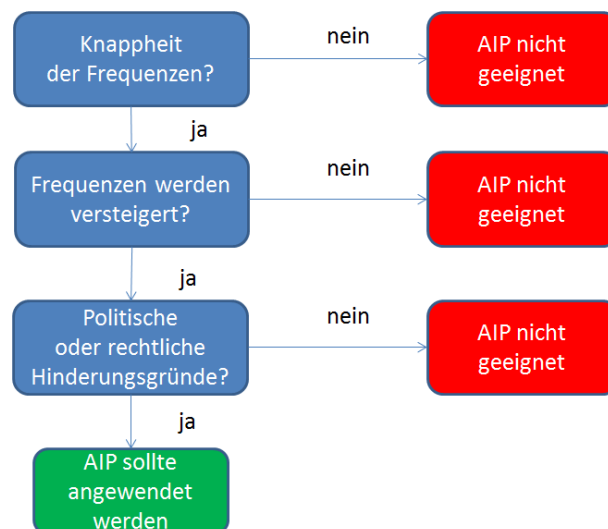 Knappheit
der Frequenzen?
nein
AIP nicht
geeignet
ja
Frequenzen werden
versteigert?
nein
AIP nicht
geeignet
ja
Politische
oder rechtliche
Hinderungsgründe?
nein
AIP nicht
geeignet
ja
AIP sollte
angewendet
werden